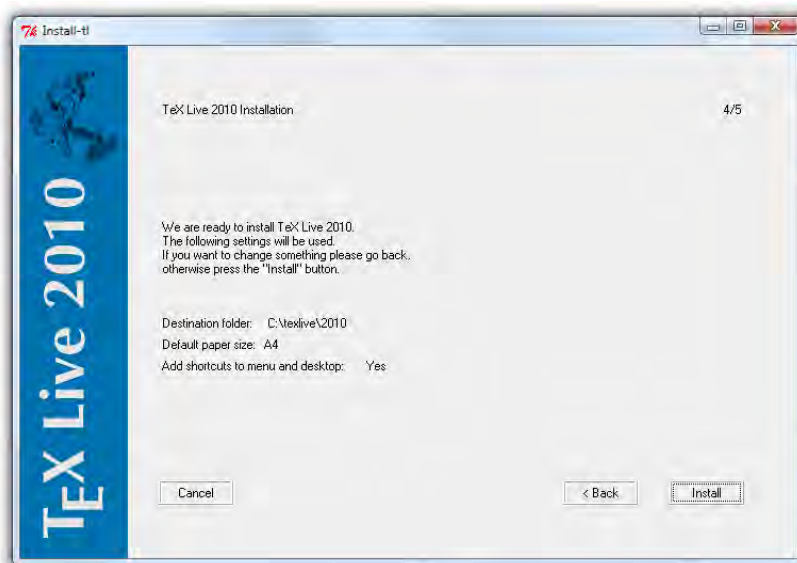 Install-tl
TeX Live 2010 Installation
4/5
TeX Live 2010
We are ready to install TeX Live 2010.
The following settings will be used.
If you want to change something please go back..
otherwise press the "Install" button.
Destination folder: C:\texlive\2010
Default paper size: A4
Add shortcuts to menu and desktop: Yes
Cancel
< Back
Install